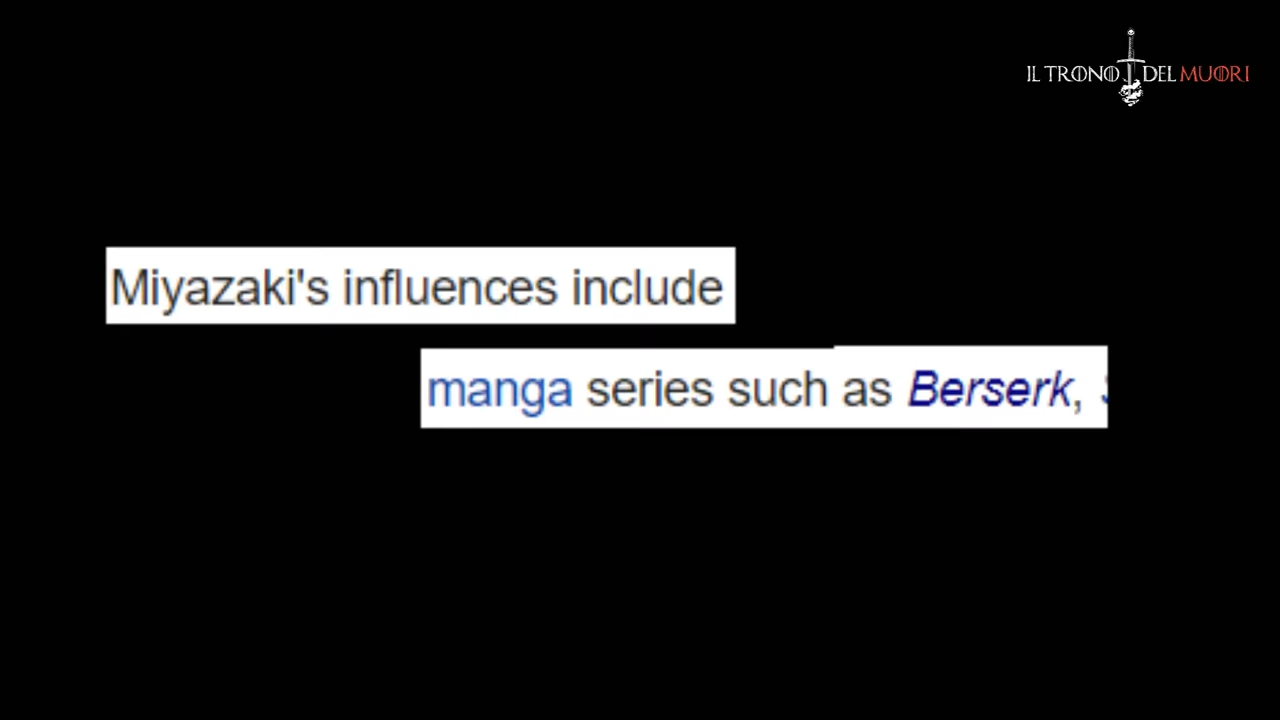 IL TRONO DEL MUORI
Miyazaki's influences include
manga series such as Berserk,